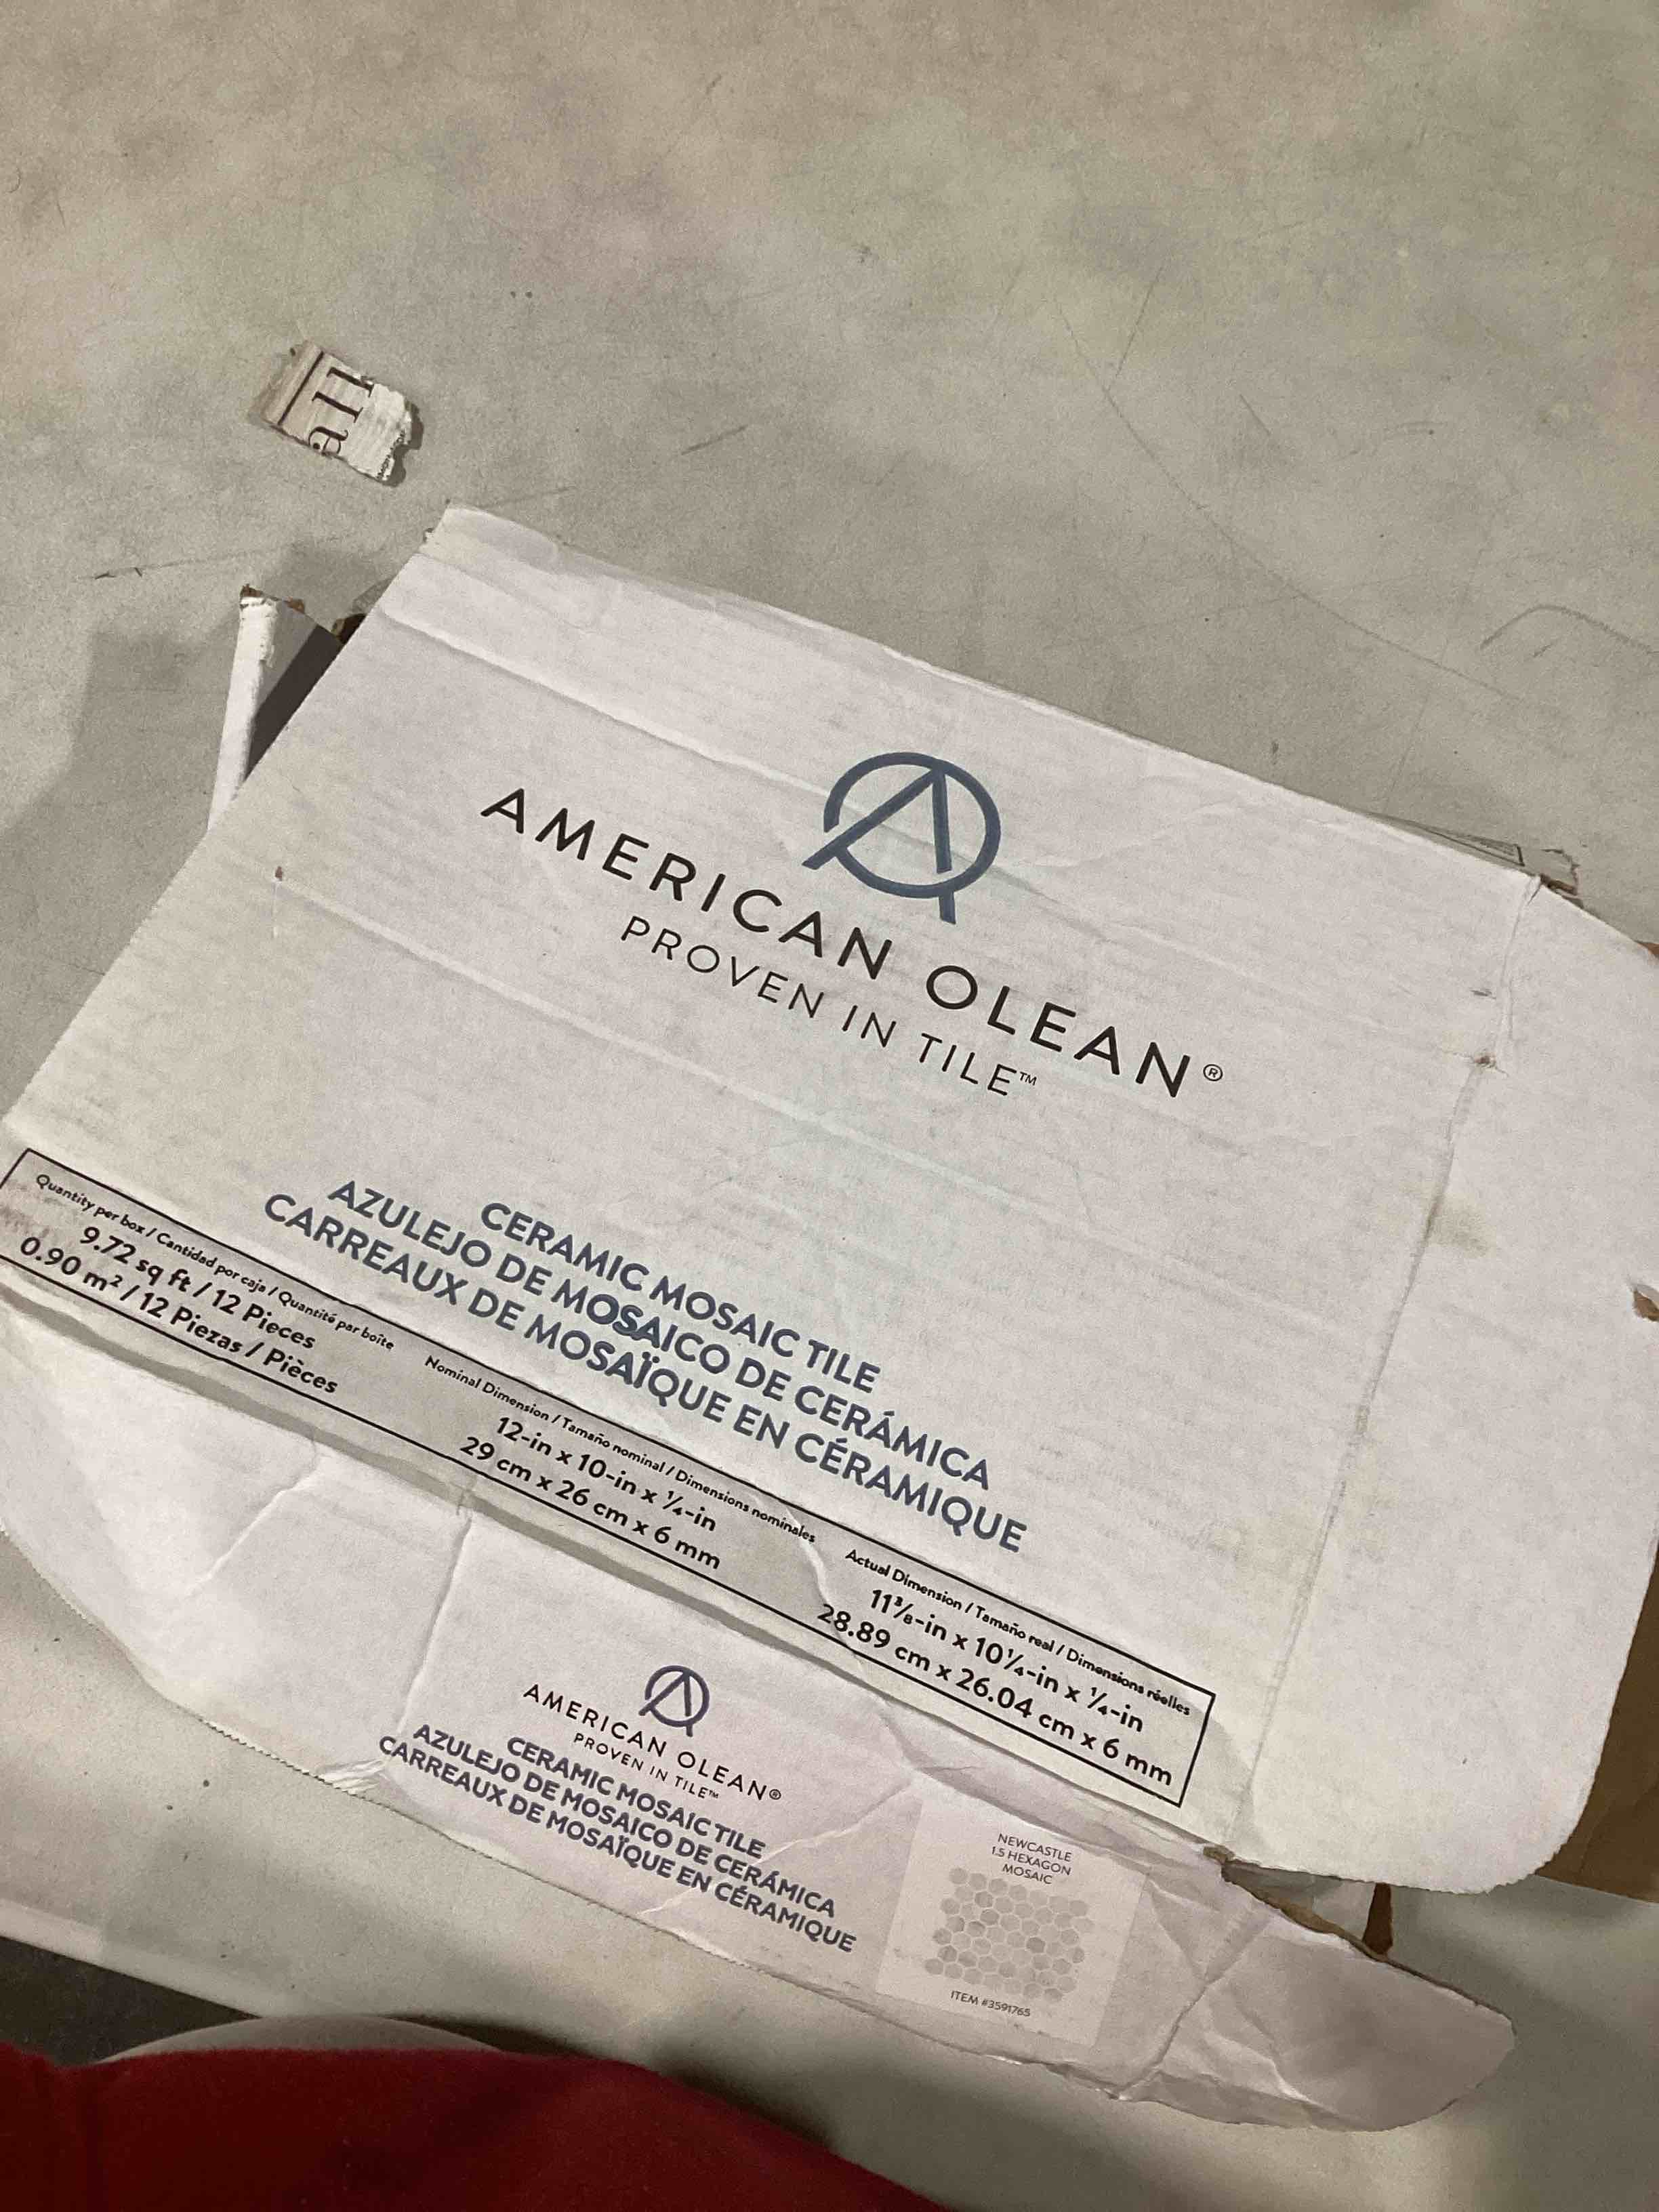 all
AMERICAN OLEAN®
PROVEN IN TILE™
CERAMIC MOSAIC TILE
AZULEJO DE MOSAICO DE CERÁMICA
CARREAUX DE MOSAÏQUE EN CÉRAMIQUE
Quantity per box / Cantidad por caja / Quantité par boîte
9.72 sq ft / 12 Pieces
0.90 m² / 12 Piezas / Pièces
Nominal Dimension / Tamaño nominal / Dimensions nominales
12-in x 10-in x ¼-in
29 cm x 26 cm x 6 mm
Actual Dimension / Tamaño real / Dimensions réelles
11⅜-in x 10¼-in x ¼-in
28.89 cm x 26.04 cm x 6 mm
AMERICAN OLEAN®
PROVEN IN TILE™
CERAMIC MOSAIC TILE
AZULEJO DE MOSAICO DE CERÁMICA
CARREAUX DE MOSAÏQUE EN CÉRAMIQUE
NEWCASTLE
1.5 HEXAGON
MOSAIC
ITEM #3591765